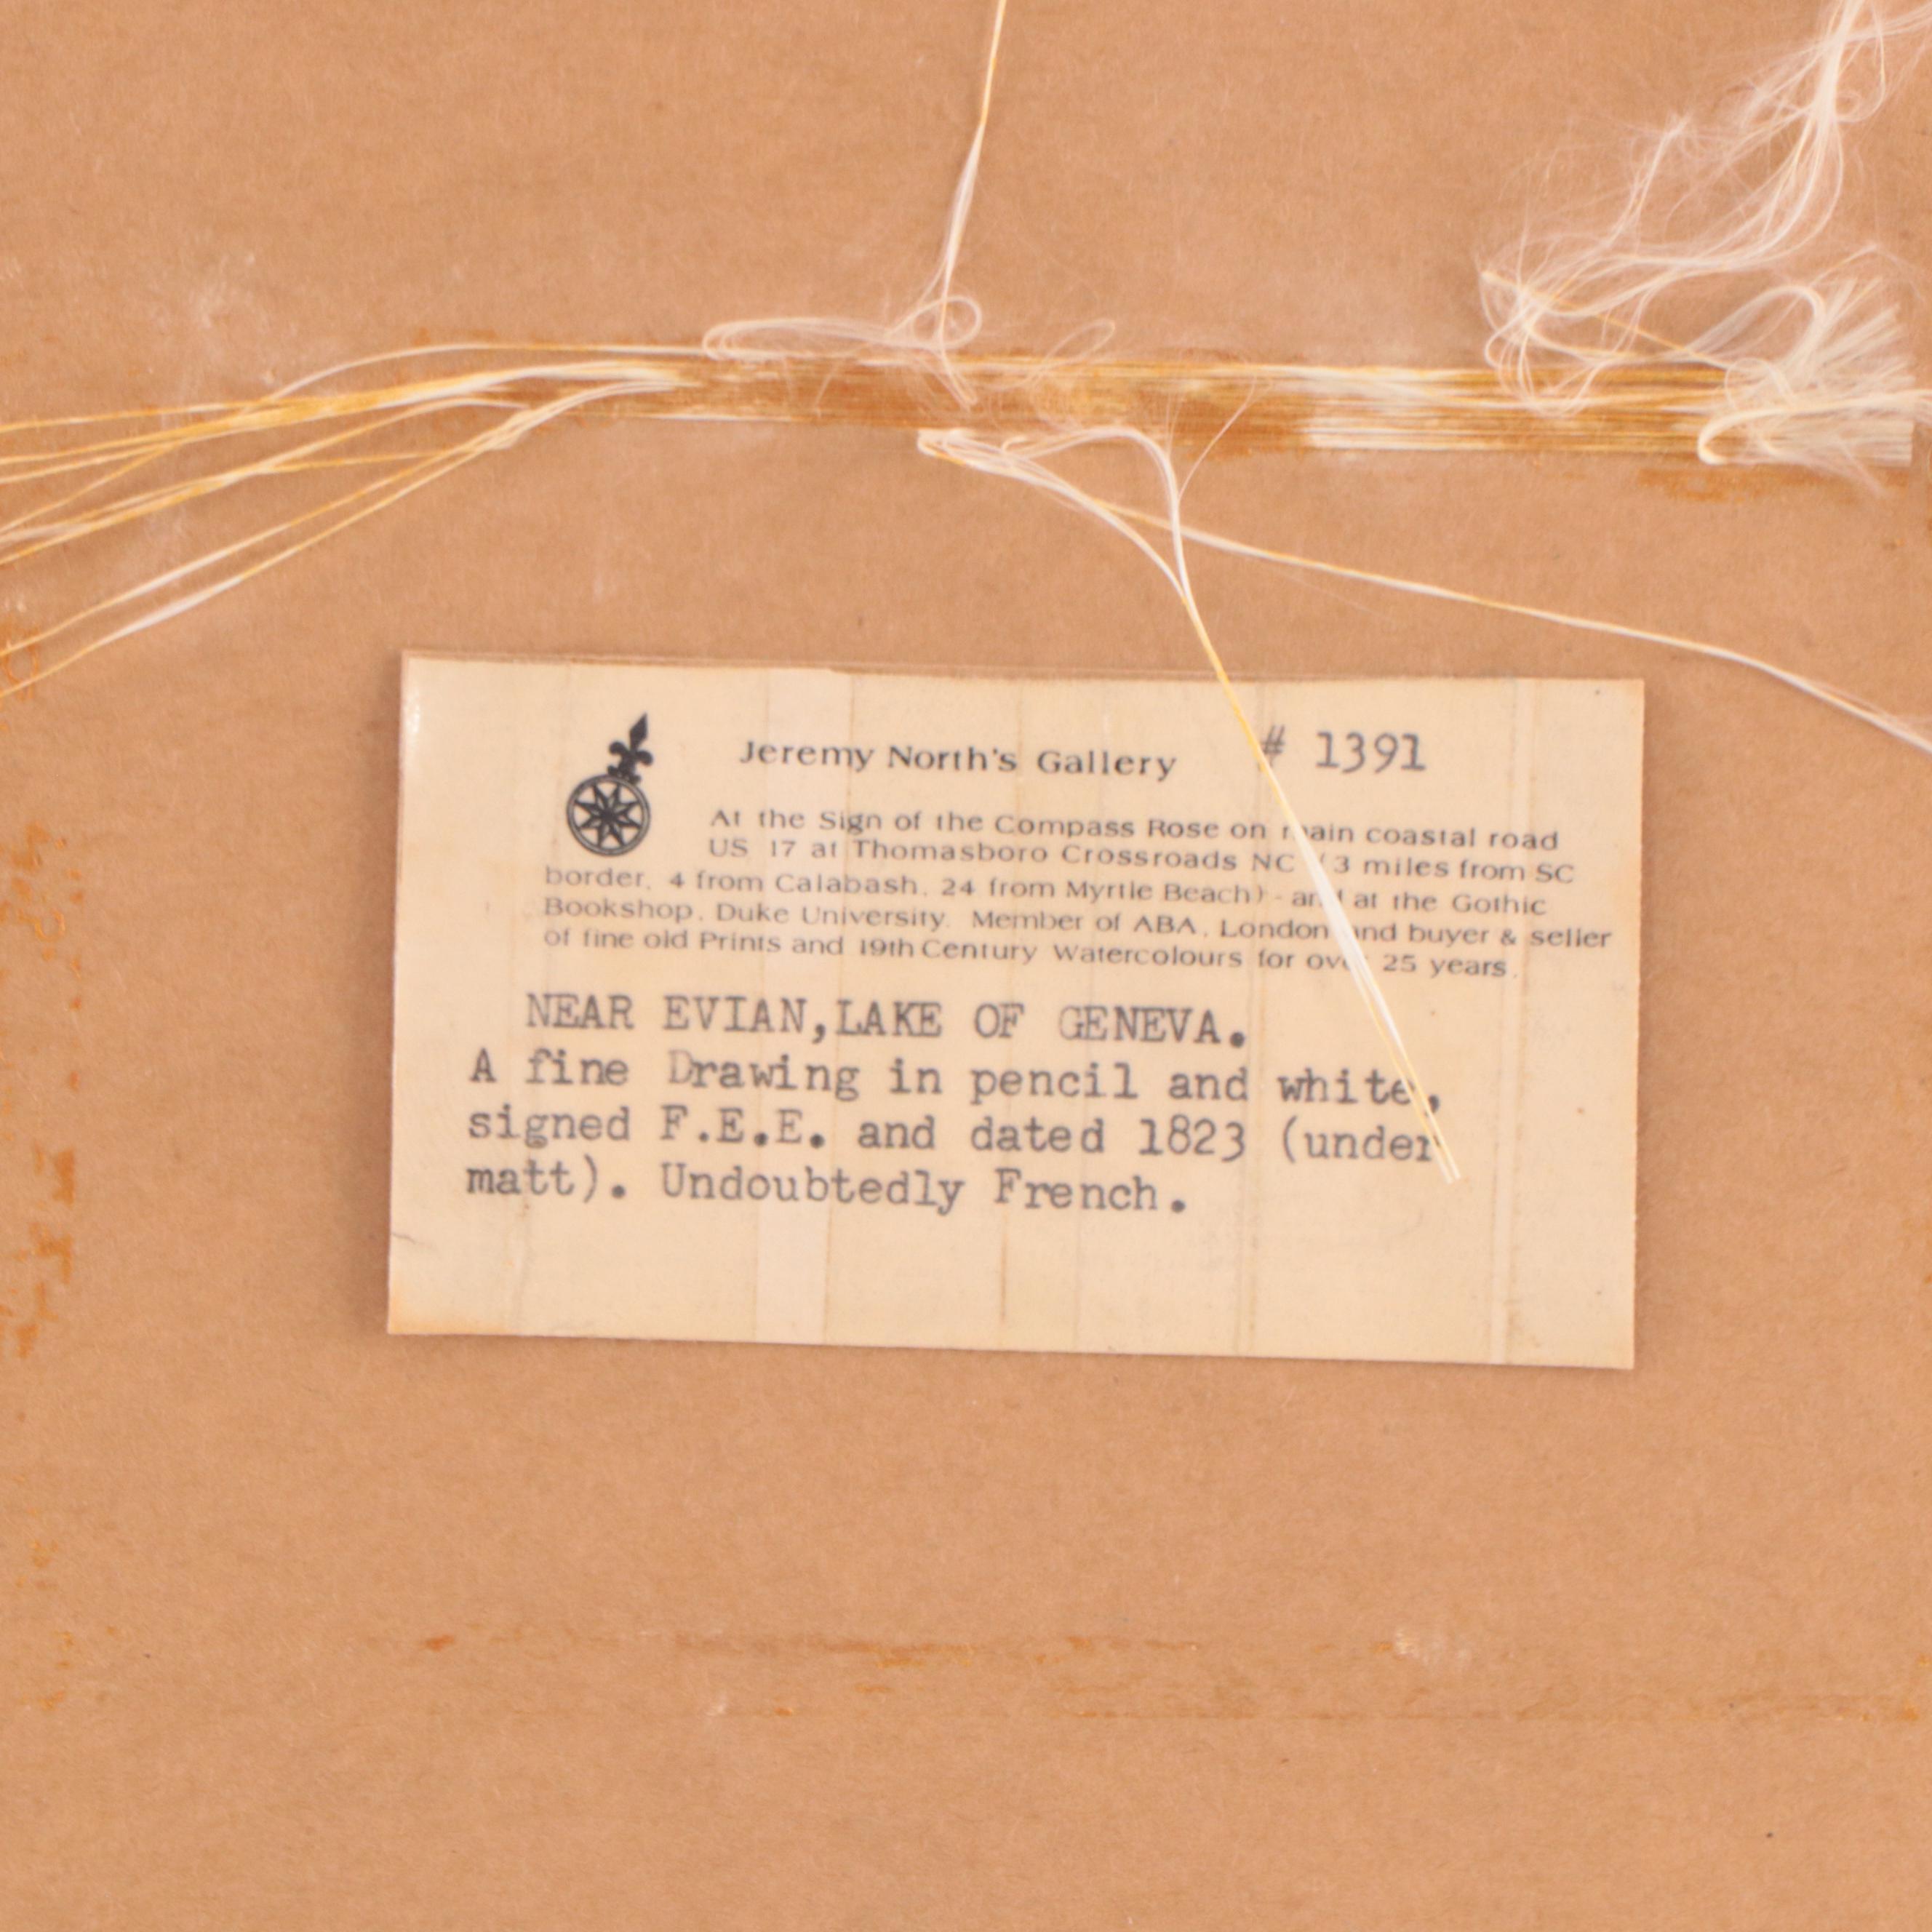 Jeremy North's Gallery # 1391
At the Sign of the Compass Rose on main coastal road
US 17 at Thomasboro Crossroads NC (3 miles from SC
border, 4 from Calabash, 24 from Myrtle Beach) - and at the Gothic
Bookshop, Duke University. Member of ABA, London and buyer & seller
of fine old Prints and 19th Century Watercolours for over 25 years.
NEAR EVIAN,LAKE OF GENEVA.
A fine Drawing in pencil and white,
signed F.E.E. and dated 1823 (under
matt). Undoubtedly French.